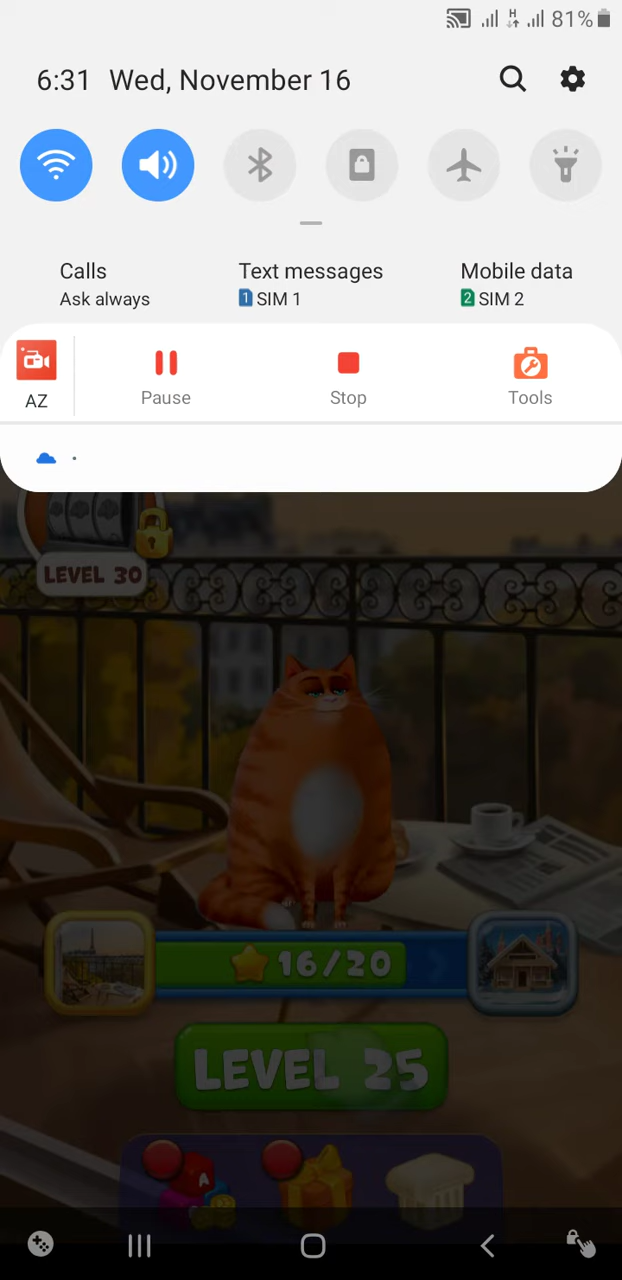 H 81%
6:31 Wed, November 16
Calls Text messages Mobile data
Ask always 1 SIM 1 2 SIM 2
AZ Pause Stop Tools
LEVEL 30
16/20
LEVEL 25
A